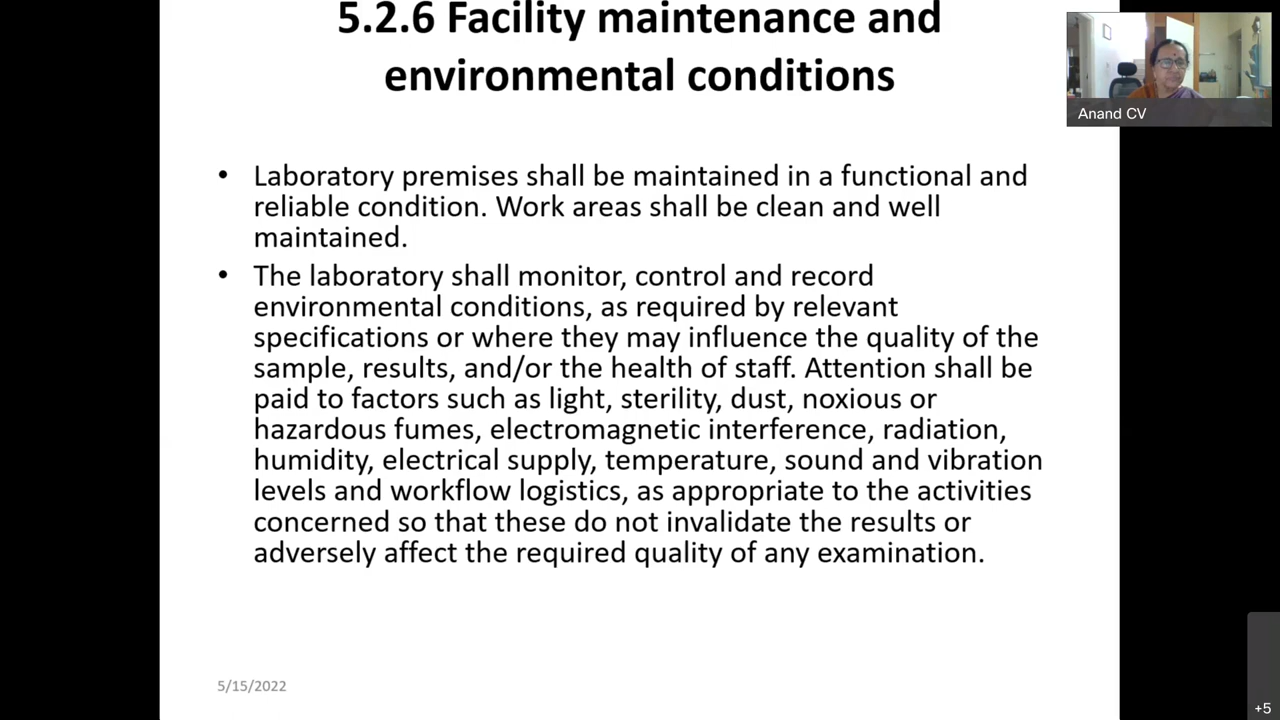 5.2.6 Facility maintenance and
environmental conditions
Anand CV
• Laboratory premises shall be maintained in a functional and
reliable condition. Work areas shall be clean and well
maintained.
• The laboratory shall monitor, control and record
environmental conditions, as required by relevant
specifications or where they may influence the quality of the
sample, results, and/or the health of staff. Attention shall be
paid to factors such as light, sterility, dust, noxious or
hazardous fumes, electromagnetic interference, radiation,
humidity, electrical supply, temperature, sound and vibration
levels and workflow logistics, as appropriate to the activities
concerned so that these do not invalidate the results or
adversely affect the required quality of any examination.
5/15/2022
+5